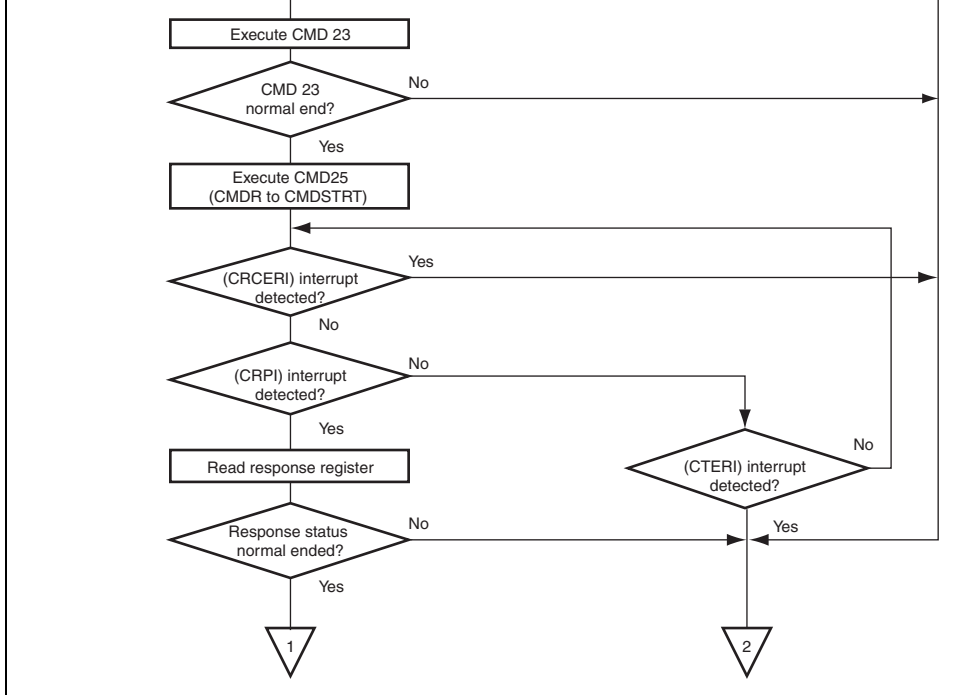 Execute CMD 23
CMD 23
normal end?
No
Yes
Execute CMD25
(CMDR to CMDSTRT)
(CRCERI) interrupt
detected?
Yes
No
(CRPI) interrupt
detected?
No
Yes
Read response register
(CTERI) interrupt
detected?
No
Yes
Response status
normal ended?
No
Yes
1
2